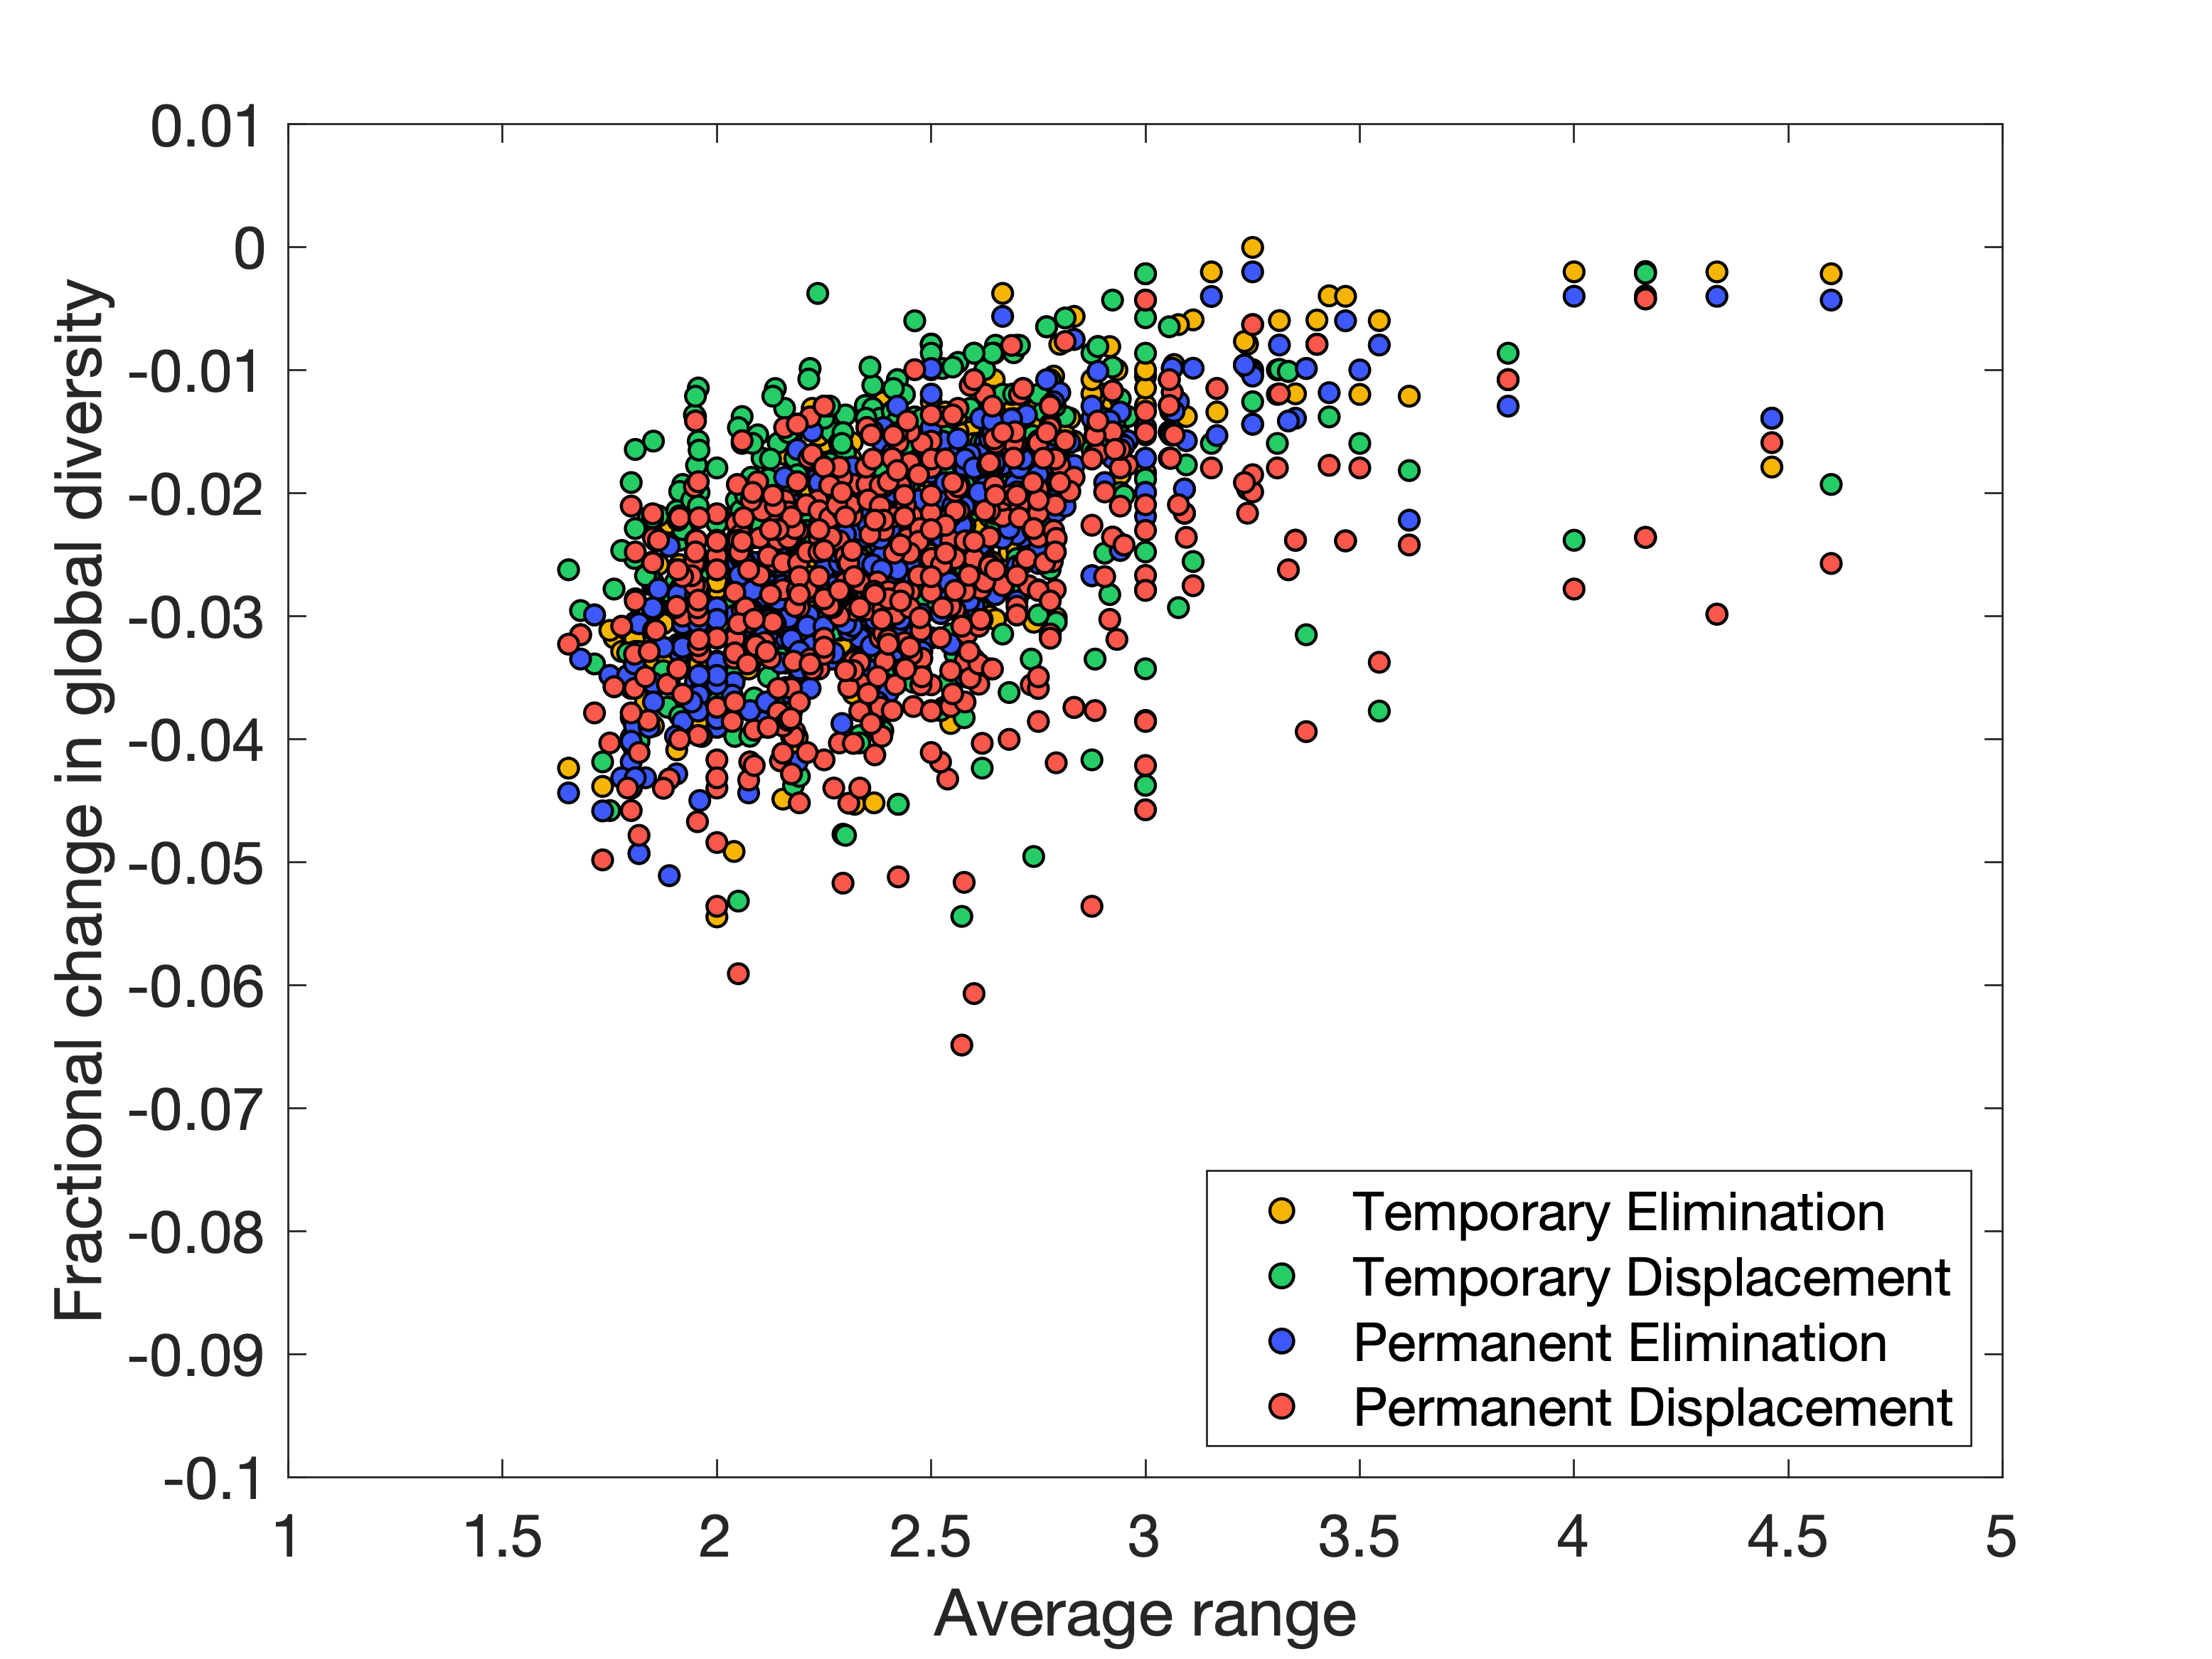 0.01
0
-0.01
-0.02
-0.03
-0.04
-0.05
-0.06
-0.07
-0.08
-0.09
-0.1
Fractional change in global diversity
Temporary Elimination
Temporary Displacement
Permanent Elimination
Permanent Displacement
1 1.5 2 2.5 3 3.5 4 4.5 5
Average range